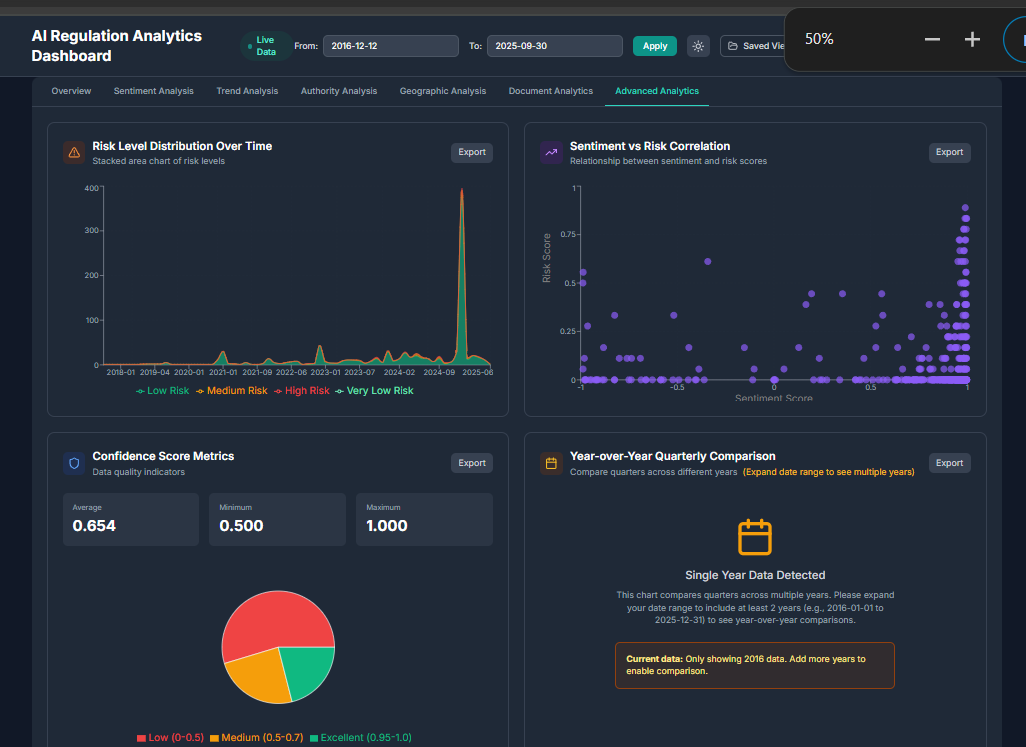 AI Regulation Analytics
Dashboard
Live
Data
From: 2016-12-12
To: 2025-09-30
Apply
Saved Vie
50%
Overview
Sentiment Analysis
Trend Analysis
Authority Analysis
Geographic Analysis
Document Analytics
Advanced Analytics
Risk Level Distribution Over Time
Stacked area chart of risk levels
Export
400
300
200
100
0
2018-01 2019-04 2020-01 2021-01 2021-09 2022-06 2023-01 2023-07 2024-02 2024-09 2025-06
Low Risk Medium Risk High Risk Very Low Risk
Sentiment vs Risk Correlation
Relationship between sentiment and risk scores
Export
Risk Score
1
0.75
0.5
0.25
0
-1 -0.5 0 0.5 1
Sentiment Score
Confidence Score Metrics
Data quality indicators
Export
Average
0.654
Minimum
0.500
Maximum
1.000
Low (0-0.5) Medium (0.5-0.7) Excellent (0.95-1.0)
Year-over-Year Quarterly Comparison
Compare quarters across different years (Expand date range to see multiple years)
Export
Single Year Data Detected
This chart compares quarters across multiple years. Please expand
your date range to include at least 2 years (e.g., 2016-01-01 to
2025-12-31) to see year-over-year comparisons.
Current data: Only showing 2016 data. Add more years to
enable comparison.